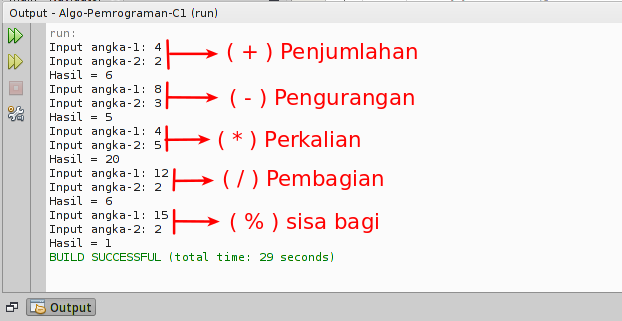 Output - Algo-Pemrograman-C1 (run)
run:
Input angka-1: 4
Input angka-2: 2
( + ) Penjumlahan
Hasil = 6
Input angka-1: 8
Input angka-2: 3
( - ) Pengurangan
Hasil = 5
Input angka-1: 4
Input angka-2: 5
( * ) Perkalian
Hasil = 20
Input angka-1: 12
Input angka-2: 2
( / ) Pembagian
Hasil = 6
Input angka-1: 15
Input angka-2: 2
( % ) sisa bagi
Hasil = 1
BUILD SUCCESSFUL (total time: 29 seconds)
Output